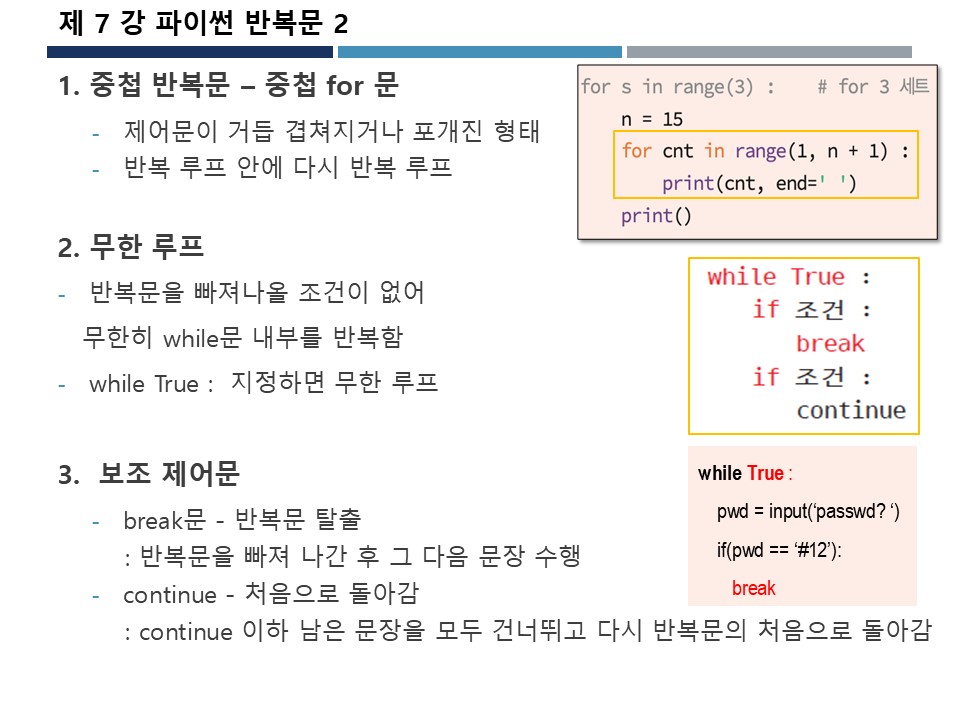 제 7 강 파이썬 반복문 2
1. 중첩 반복문 – 중첩 for 문
- 제어문이 거듭 겹쳐지거나 포개진 형태
- 반복 루프 안에 다시 반복 루프
for s in range(3) :    # for 3 세트
    n = 15
    for cnt in range(1, n + 1) :
        print(cnt, end=' ')
    print()
2. 무한 루프
- 반복문을 빠져나올 조건이 없어
무한히 while문 내부를 반복함
- while True : 지정하면 무한 루프
while True :
    if 조건 :
        break
    if 조건 :
        continue
3. 보조 제어문
- break문 - 반복문 탈출
: 반복문을 빠져 나간 후 그 다음 문장 수행
- continue - 처음으로 돌아감
: continue 이하 남은 문장을 모두 건너뛰고 다시 반복문의 처음으로 돌아감
while True :
    pwd = input(‘passwd? ‘)
    if(pwd == ‘#12’):
        break